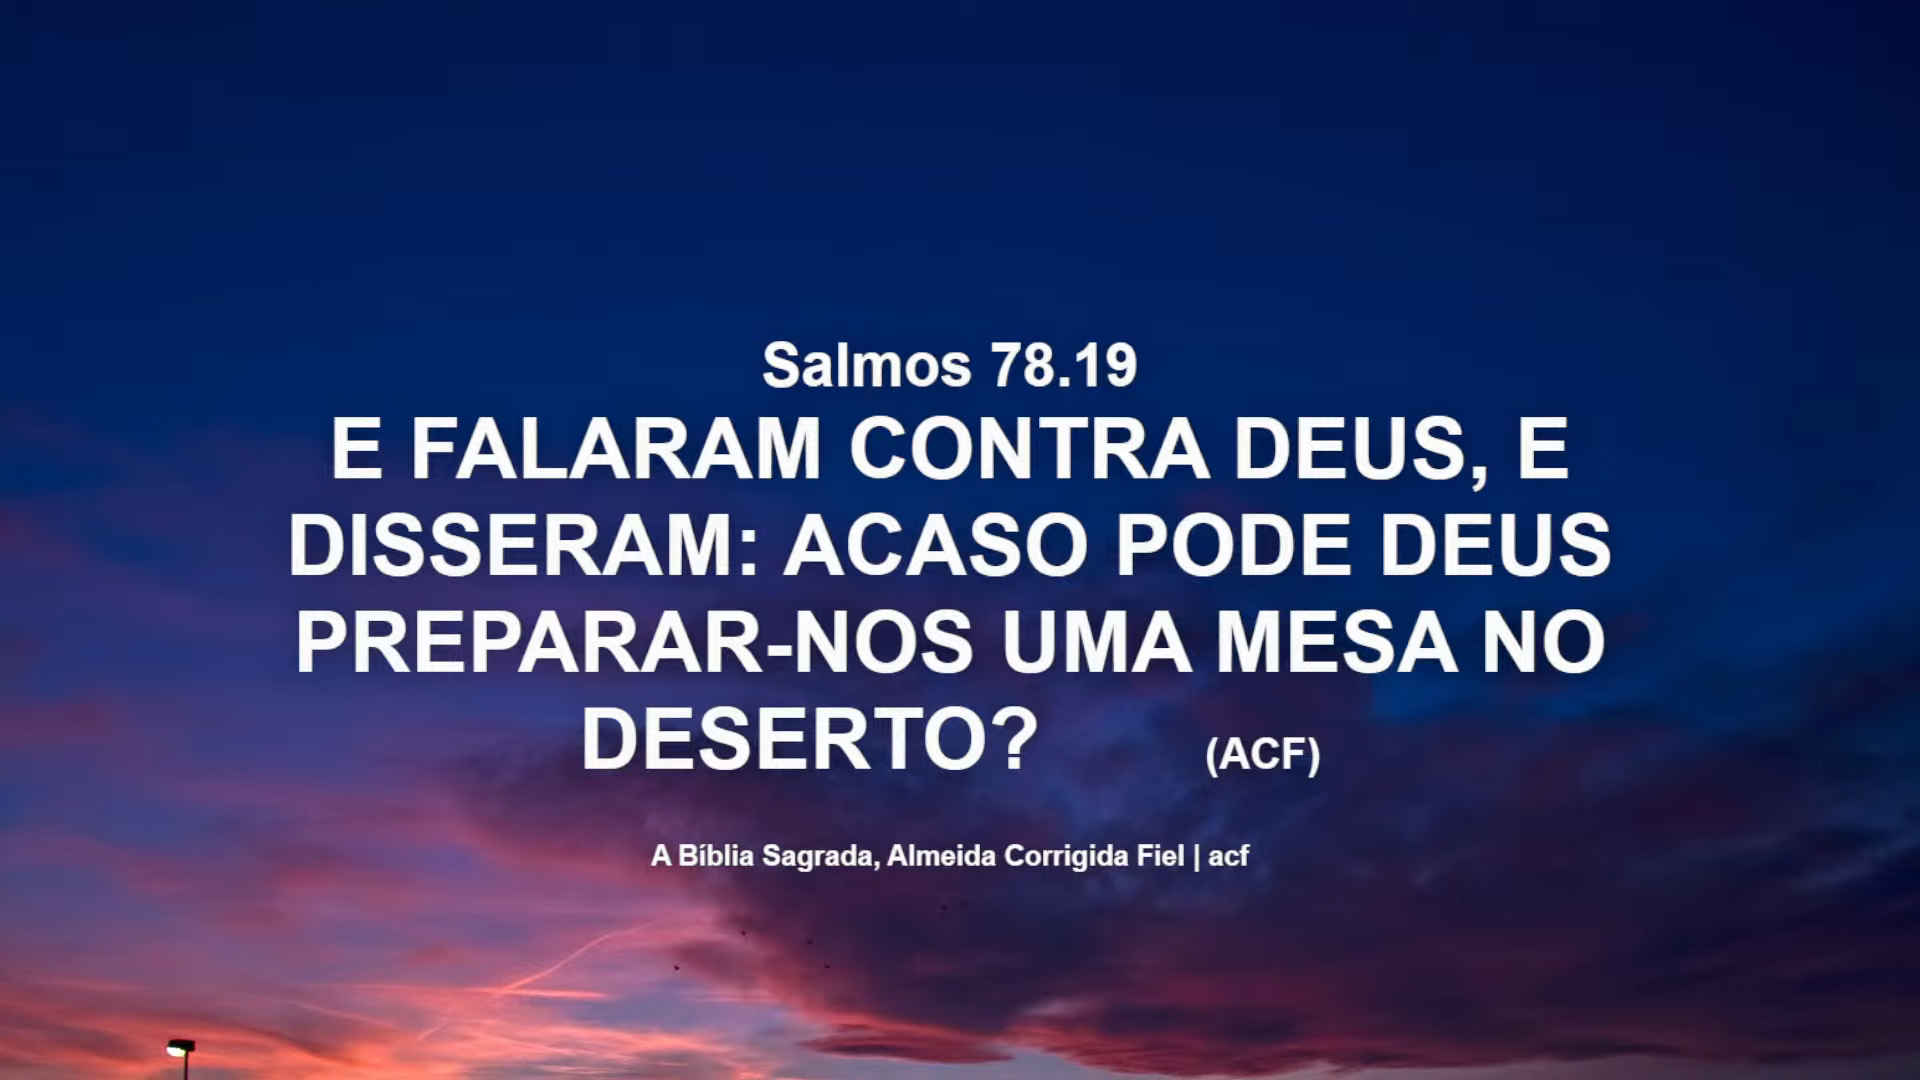 Salmos 78.19
E FALARAM CONTRA DEUS, E
DISSERAM: ACASO PODE DEUS
PREPARAR-NOS UMA MESA NO
DESERTO? (ACF)
A Bíblia Sagrada, Almeida Corrigida Fiel | acf